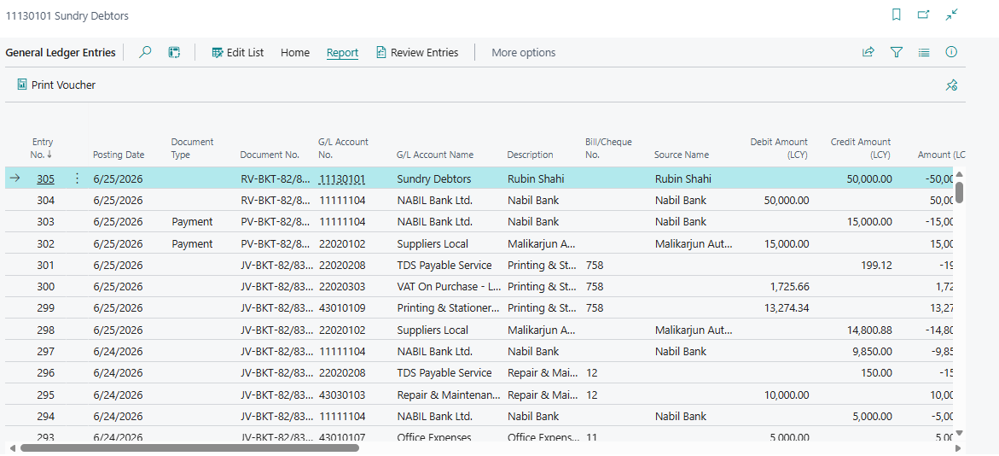 11130101 Sundry Debtors
General Ledger Entries Edit List Home Report Review Entries More options
Print Voucher
Entry No. ↓ Posting Date Document Type Document No. G/L Account No. G/L Account Name Description Bill/Cheque No. Source Name Debit Amount (LCY) Credit Amount (LCY) Amount (LC
305 6/25/2026 RV-BKT-82/8... 11130101 Sundry Debtors Rubin Shahi Rubin Shahi 50,000.00 -50,00
304 6/25/2026 RV-BKT-82/8... 11111104 NABIL Bank Ltd. Nabil Bank Nabil Bank 50,000.00 50,00
303 6/25/2026 Payment PV-BKT-82/8... 11111104 NABIL Bank Ltd. Nabil Bank Nabil Bank 15,000.00 -15,00
302 6/25/2026 Payment PV-BKT-82/8... 22020102 Suppliers Local Malikarjun A... Malikarjun Aut... 15,000.00 15,00
301 6/25/2026 JV-BKT-82/83... 22020208 TDS Payable Service Printing & St... 758 199.12 -19
300 6/25/2026 JV-BKT-82/83... 22020303 VAT On Purchase - L... Printing & St... 758 1,725.66 1,72
299 6/25/2026 JV-BKT-82/83... 43010109 Printing & Stationer... Printing & St... 758 13,274.34 13,27
298 6/25/2026 JV-BKT-82/83... 22020102 Suppliers Local Malikarjun A... Malikarjun Aut... 14,800.88 -14,80
297 6/24/2026 JV-BKT-82/83... 11111104 NABIL Bank Ltd. Nabil Bank Nabil Bank 9,850.00 -9,85
296 6/24/2026 JV-BKT-82/83... 22020208 TDS Payable Service Repair & Mai... 12 150.00 -15
295 6/24/2026 JV-BKT-82/83... 43030103 Repair & Maintenan... Repair & Mai... 12 10,000.00 10,00
294 6/24/2026 JV-BKT-82/83... 11111104 NABIL Bank Ltd. Nabil Bank Nabil Bank 5,000.00 -5,00
293 6/24/2026 JV-BKT-82/83... 43010107 Office Expenses Office Expens... 11 5,000.00 5,00